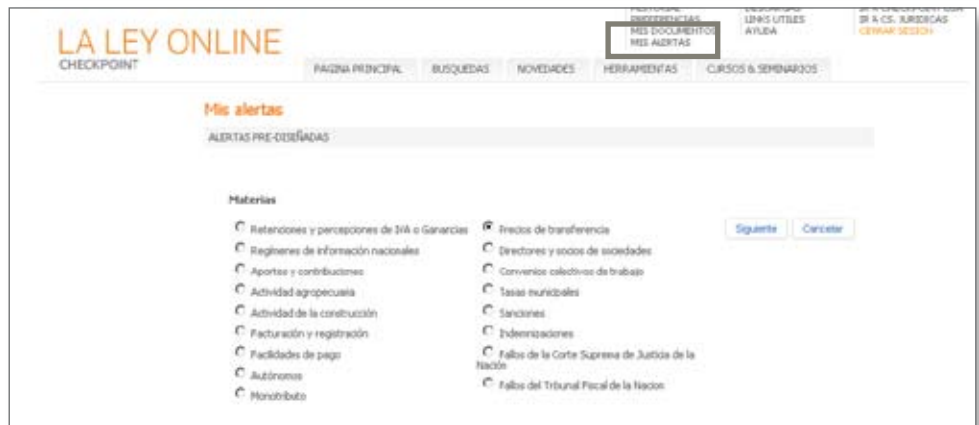 PREFERENCIAS
MIS DOCUMENTOS
MIS ALERTAS
LINKS UTILES
AYUDA
IR A CS. JURIDICAS
CERRAR SESION
LA LEY ONLINE
CHECKPOINT
PAGINA PRINCIPAL
BUSQUEDAS
NOVEDADES
HERRAMIENTAS
CURSOS & SEMINARIOS
Mis alertas
ALERTAS PRE-DISEÑADAS
Materias
Retenciones y percepciones de IVA o Ganancias
Regímenes de información nacionales
Aportes y contribuciones
Actividad agropecuaria
Actividad de la construcción
Facturación y registración
Facilidades de pago
Autónomos
Monotributo
Precios de transferencia
Directores y socios de sociedades
Convenios colectivos de trabajo
Tasas municipales
Sanciones
Indemnizaciones
Fallos de la Corte Suprema de Justicia de la
Nación
Fallos del Tribunal Fiscal de la Nacion
Siguiente
Cancelar